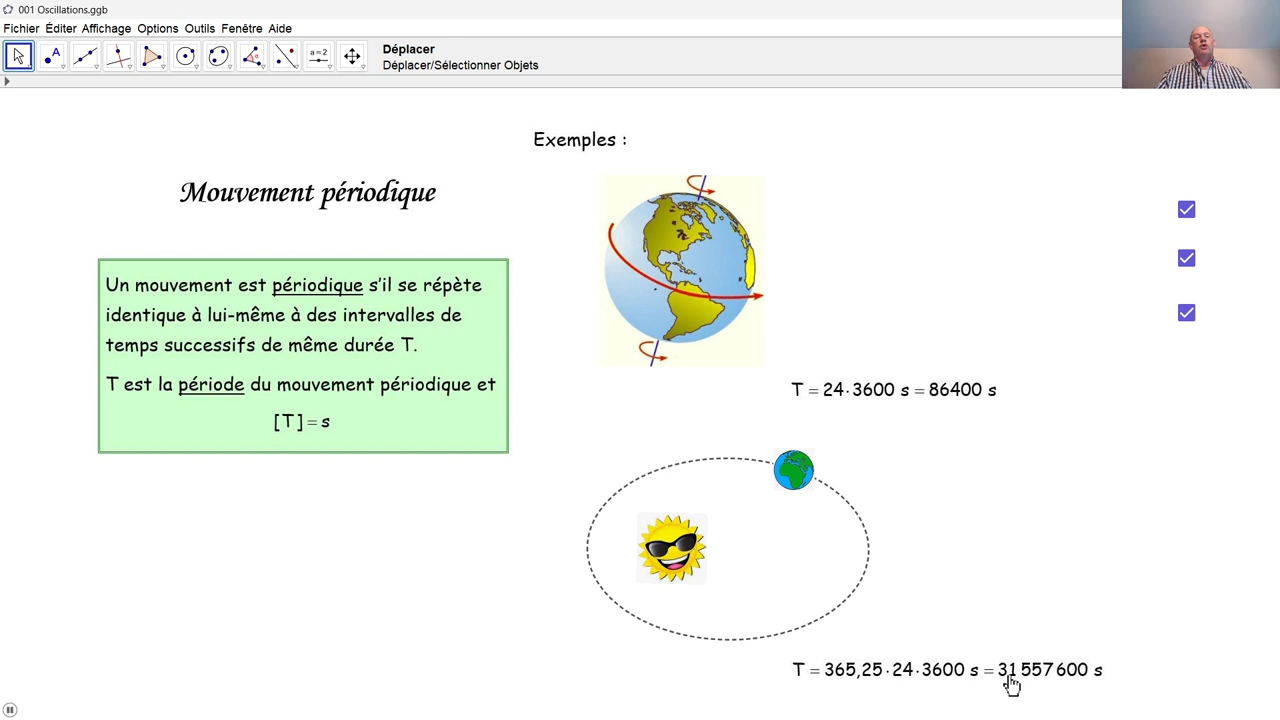 001 Oscillations.ggb
Fichier Éditer Affichage Options Outils Fenêtre Aide
A
α
a = 2
Déplacer
Déplacer/Sélectionner Objets
Exemples :
Mouvement périodique
Un mouvement est périodique s’il se répète
identique à lui-même à des intervalles de
temps successifs de même durée T.
T est la période du mouvement périodique et
[T] = s
T = 24·3600 s = 86400 s
T = 365,25·24·3600 s = 31 557 600 s